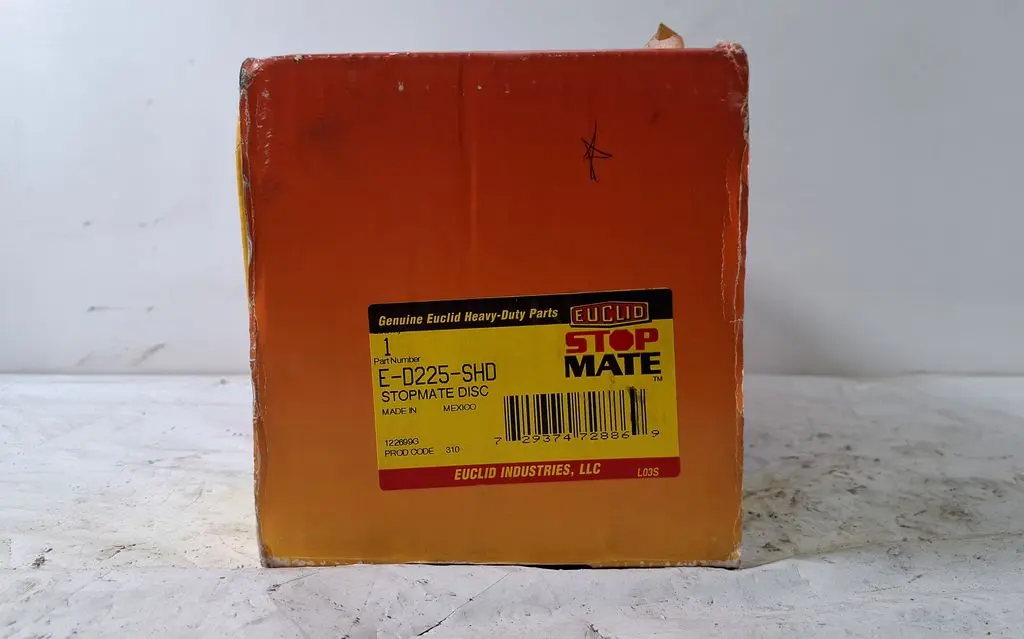 Genuine Euclid Heavy-Duty Parts
EUCLID
STOP
MATE
TM
1
Part Number
E-D225-SHD
STOPMATE DISC
MADE IN MEXICO
122699G
PROD CODE 310
7 29374 72886 9
EUCLID INDUSTRIES, LLC
L03S